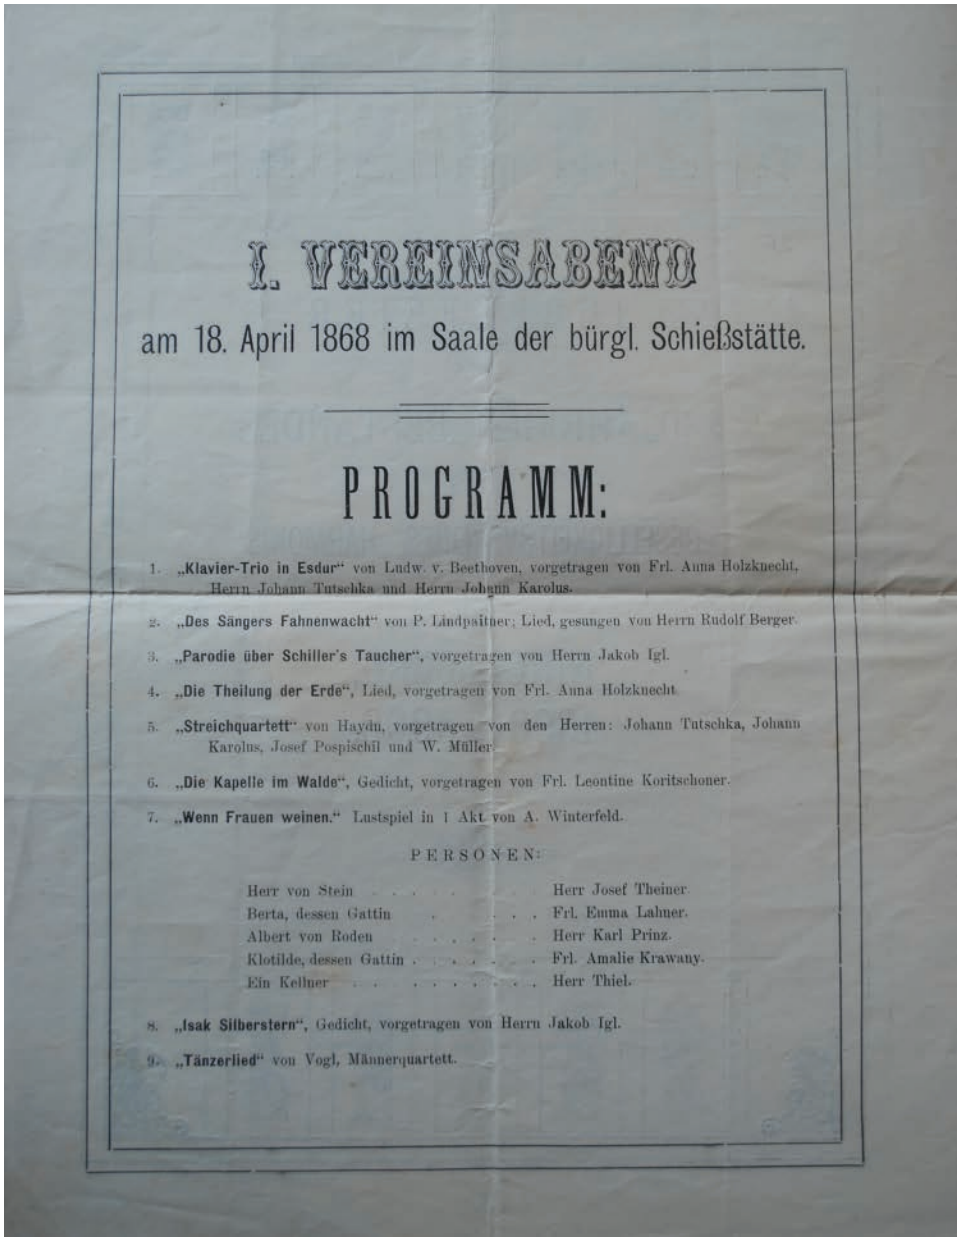 I. VEREINSABEND
am 18. April 1868 im Saale der bürgl. Schießstätte.
PROGRAMM:
1. „Klavier-Trio in Esdur“ von Ludw. v. Beethoven, vorgetragen von Frl. Anna Holzknecht,
Herrn Johann Tutschka und Herrn Johann Karolus.
2. „Des Sängers Fahnenwacht“ von P. Lindpaitner; Lied, gesungen von Herrn Rudolf Berger.
3. „Parodie über Schiller's Taucher“, vorgetragen von Herrn Jakob Igl.
4. „Die Theilung der Erde“, Lied, vorgetragen von Frl. Anna Holzknecht
5. „Streichquartett“ von Haydn, vorgetragen von den Herren: Johann Tutschka, Johann
Karolus, Josef Pospischil und W. Müller.
6. „Die Kapelle im Walde“, Gedicht, vorgetragen von Frl. Leontine Koritschoner.
7. „Wenn Frauen weinen.“ Lustspiel in 1 Akt von A. Winterfeld.
PERSONEN:
Herr von Stein . . . . . . . Herr Josef Theiner.
Berta, dessen Gattin . . . . Frl. Emma Lahner.
Albert von Roden . . . . . . Herr Karl Prinz.
Klotilde, dessen Gattin . . . . . . . Frl. Amalie Krawany.
Ein Kellner . . . . . . . . Herr Thiel.
8. „Isak Silberstern“, Gedicht, vorgetragen von Herrn Jakob Igl.
9. „Tänzerlied“ von Vogl, Männerquartett.